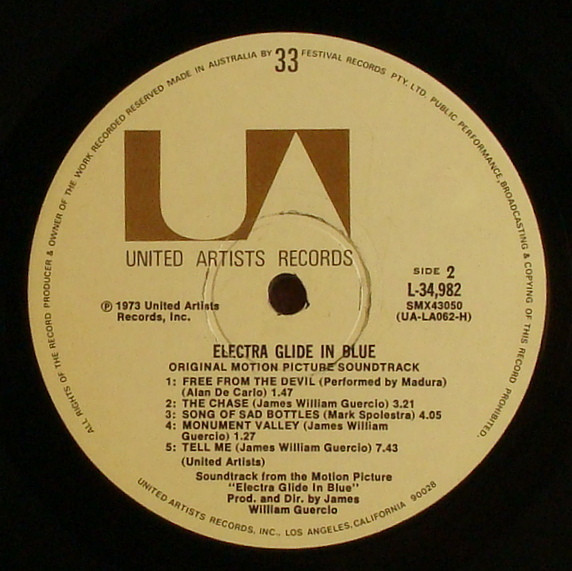 ALL RIGHTS OF THE RECORD PRODUCER & OWNER OF THE WORK RECORDED RESERVED MADE IN AUSTRALIA BY FESTIVAL RECORDS PTY. LTD. PUBLIC PERFORMANCE, BROADCASTING & COPYING OF THIS RECORD PROHIBITED.
33
UA
UNITED ARTISTS RECORDS
SIDE 2
L-34,982
SMX43050
(UA-LA062-H)
℗ 1973 United Artists
Records, Inc.
ELECTRA GLIDE IN BLUE
ORIGINAL MOTION PICTURE SOUNDTRACK
1: FREE FROM THE DEVIL (Performed by Madura)
(Alan De Carlo) 1.47
2: THE CHASE (James William Guercio) 3.21
3: SONG OF SAD BOTTLES (Mark Spolestra) 4.05
4: MONUMENT VALLEY (James William
Guercio) 1.27
5: TELL ME (James William Guercio) 7.43
(United Artists)
Soundtrack from the Motion Picture
"Electra Glide In Blue"
Prod. and Dir. by James
William Guercio
UNITED ARTISTS RECORDS, INC., LOS ANGELES, CALIFORNIA 90028